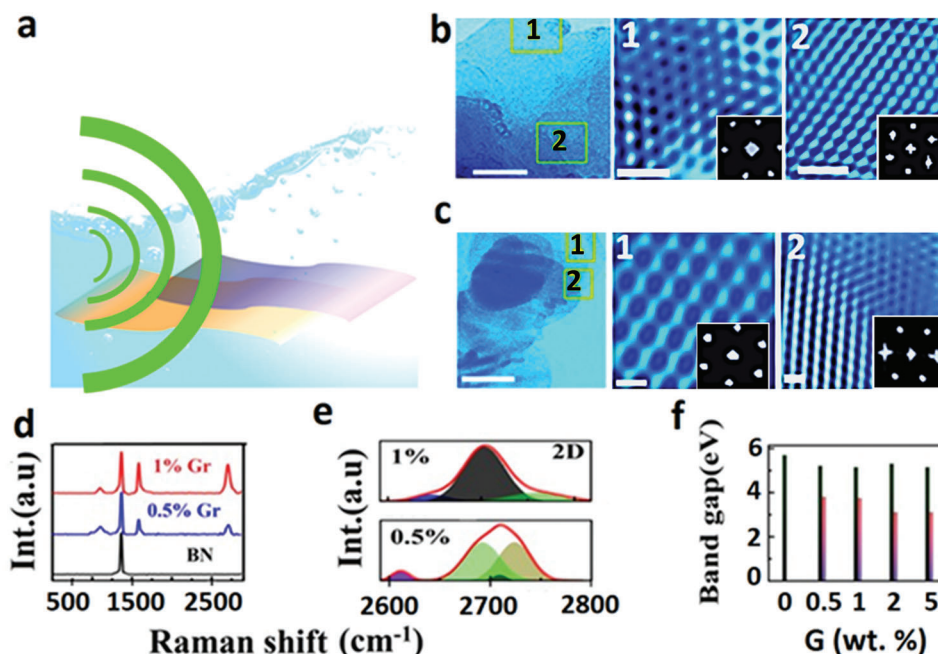 a
b
1
2
1
2
c
1
2
1
2
d
Int.(a.u)
1% Gr
0.5% Gr
BN
500 1500 2500
e
Int.(a.u)
1% 2D
0.5%
2600 2700 2800
Raman shift (cm⁻¹)
f
Band gap(eV)
6
4
2
0
0 0.5 1 2 5
G (wt. %)